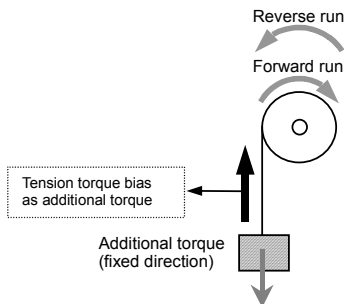 Reverse run
Forward run
Tension torque bias
as additional torque
Additional torque
(fixed direction)